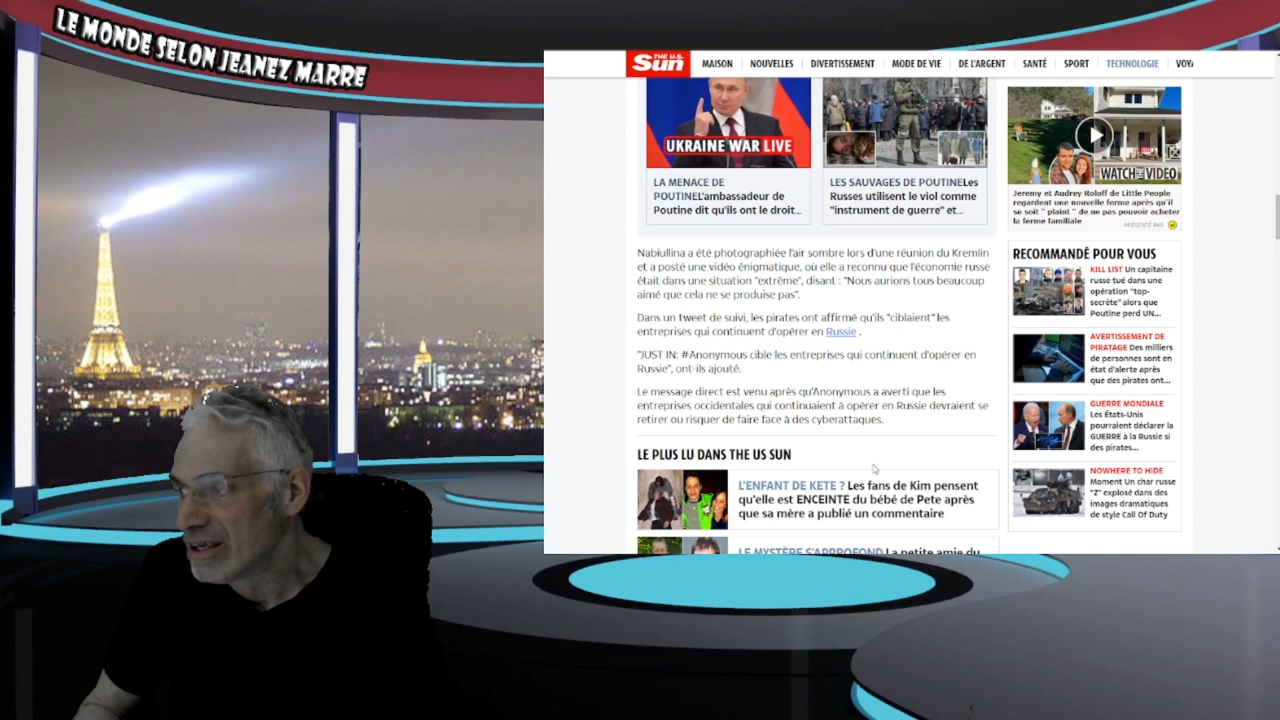 LE MONDE SELON JEANEZ MARRE
THE U.S. Sun
MAISON NOUVELLES DIVERTISSEMENT MODE DE VIE DE L'ARGENT SANTÉ SPORT TECHNOLOGIE VOY
UKRAINE WAR LIVE
LA MENACE DE
POUTINEL'ambassadeur de
Poutine dit qu'ils ont le droit...
LES SAUVAGES DE POUTINELes
Russes utilisent le viol comme
"instrument de guerre" et...
Nabiullina a été photographiée l'air sombre lors d'une réunion du Kremlin
et a posté une vidéo énigmatique, où elle a reconnu que l'économie russe
était dans une situation "extrême", disant : "Nous aurions tous beaucoup
aimé que cela ne se produise pas".
Dans un tweet de suivi, les pirates ont affirmé qu'ils "ciblaient" les
entreprises qui continuent d'opérer en Russie .
"JUST IN: #Anonymous cible les entreprises qui continuent d'opérer en
Russie", ont-ils ajouté.
Le message direct est venu après qu'Anonymous a averti que les
entreprises occidentales qui continuaient à opérer en Russie devraient se
retirer ou risquer de faire face à des cyberattaques.
LE PLUS LU DANS THE US SUN
L'ENFANT DE KETE ? Les fans de Kim pensent
qu'elle est ENCEINTE du bébé de Pete après
que sa mère a publié un commentaire
LE MYSTÈRE S'APPROFOND La petite amie du
WATCH THE VIDEO
Jeremy et Audrey Roloff de Little People
regardent une nouvelle ferme après qu'il
se soit " plaint " de ne pas pouvoir acheter
la ferme familiale
PRÉSENTÉ PAR
RECOMMANDÉ POUR VOUS
KILL LIST Un capitaine
russe tué dans une
opération "top-
secrète" alors que
Poutine perd UN...
AVERTISSEMENT DE
PIRATAGE Des milliers
de personnes sont en
état d'alerte après
que des pirates ont...
GUERRE MONDIALE
Les États-Unis
pourraient déclarer la
GUERRE à la Russie si
des pirates...
NOWHERE TO HIDE
Moment Un char russe
"Z" explosé dans des
images dramatiques
de style Call Of Duty